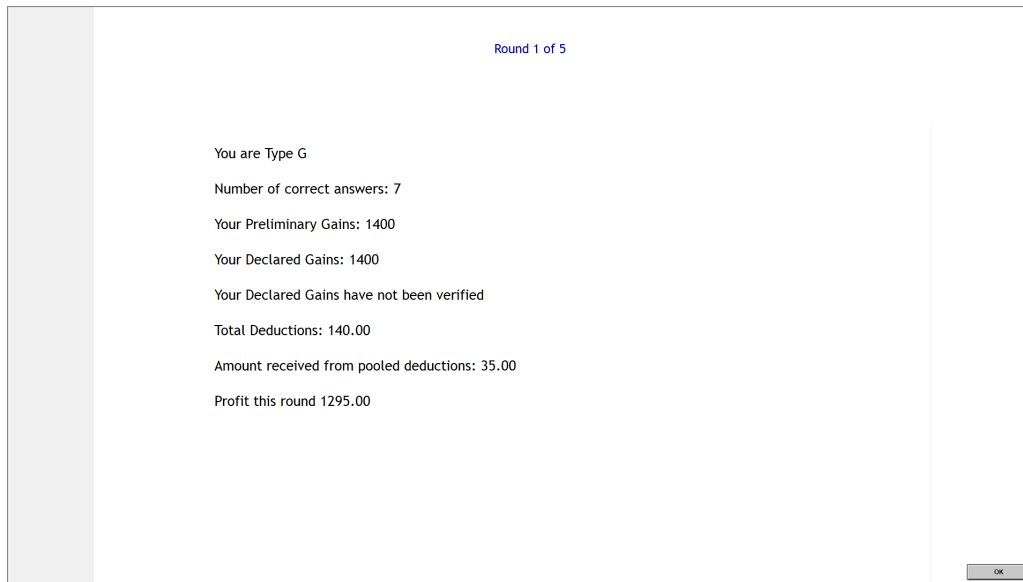 Round 1 of 5
You are Type G
Number of correct answers: 7
Your Preliminary Gains: 1400
Your Declared Gains: 1400
Your Declared Gains have not been verified
Total Deductions: 140.00
Amount received from pooled deductions: 35.00
Profit this round 1295.00
OK